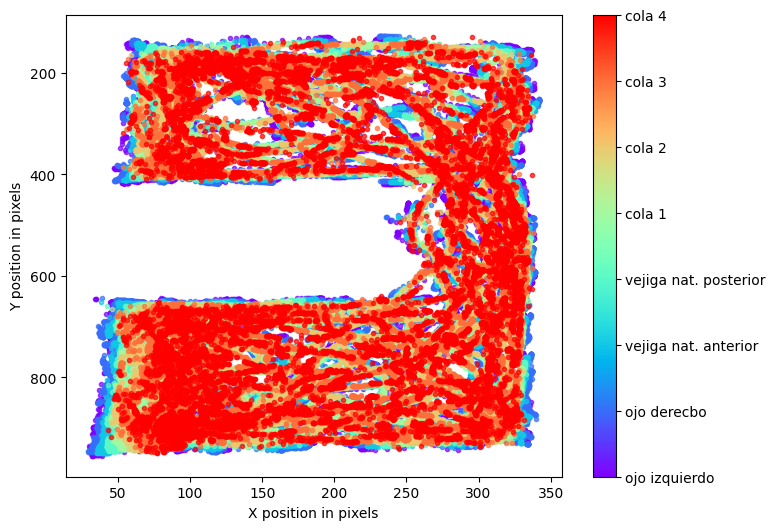 200
400
600
800
Y position in pixels
50 100 150 200 250 300 350
X position in pixels
cola 4
cola 3
cola 2
cola 1
vejiga nat. posterior
vejiga nat. anterior
ojo derecbo
ojo izquierdo